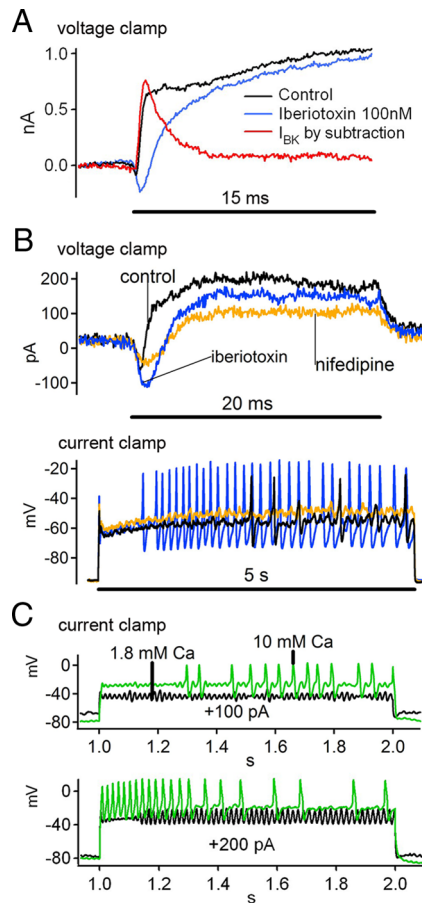 A
voltage clamp
1.0
0.5
0.0
nA
Control
Iberiotoxin 100nM
I_BK by subtraction
15 ms
B
voltage clamp
control
200
100
0
-100
pA
iberiotoxin
nifedipine
20 ms
current clamp
-20
-40
-60
-80
mV
5 s
C
current clamp
1.8 mM Ca
10 mM Ca
0
-40
-80
mV
+100 pA
1.0 1.2 1.4 1.6 1.8 2.0
s
0
-40
-80
mV
+200 pA
1.0 1.2 1.4 1.6 1.8 2.0
s